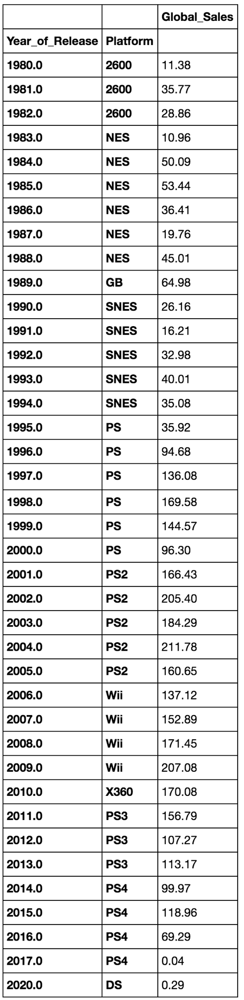 Global_Sales
Year_of_Release Platform
1980.0 2600 11.38
1981.0 2600 35.77
1982.0 2600 28.86
1983.0 NES 10.96
1984.0 NES 50.09
1985.0 NES 53.44
1986.0 NES 36.41
1987.0 NES 19.76
1988.0 NES 45.01
1989.0 GB 64.98
1990.0 SNES 26.16
1991.0 SNES 16.21
1992.0 SNES 32.98
1993.0 SNES 40.01
1994.0 SNES 35.08
1995.0 PS 35.92
1996.0 PS 94.68
1997.0 PS 136.08
1998.0 PS 169.58
1999.0 PS 144.57
2000.0 PS 96.30
2001.0 PS2 166.43
2002.0 PS2 205.40
2003.0 PS2 184.29
2004.0 PS2 211.78
2005.0 PS2 160.65
2006.0 Wii 137.12
2007.0 Wii 152.89
2008.0 Wii 171.45
2009.0 Wii 207.08
2010.0 X360 170.08
2011.0 PS3 156.79
2012.0 PS3 107.27
2013.0 PS3 113.17
2014.0 PS4 99.97
2015.0 PS4 118.96
2016.0 PS4 69.29
2017.0 PS4 0.04
2020.0 DS 0.29